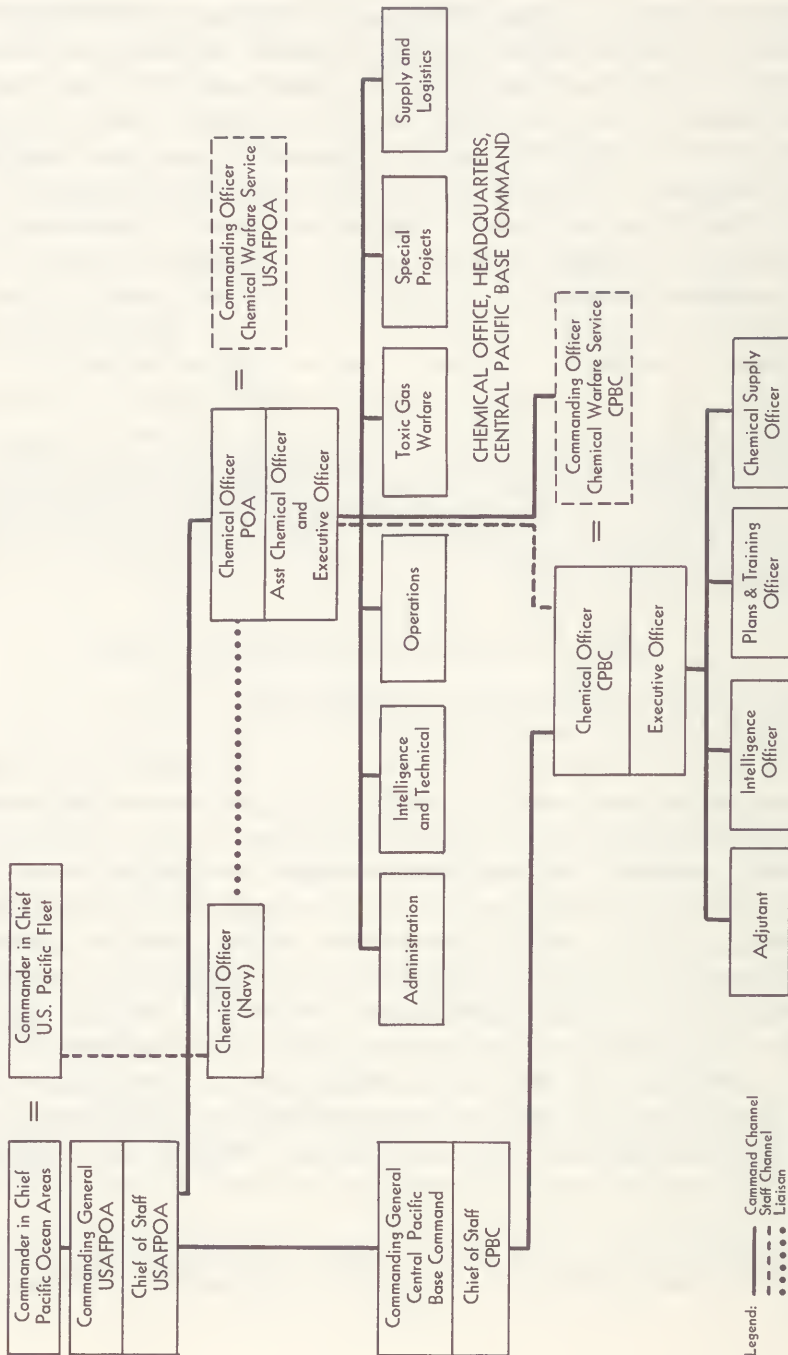 Commander in Chief
Pacific Ocean Areas
=
Commander in Chief
U.S. Pacific Fleet
Commanding General
USAFPOA
Chief of Staff
USAFPOA
Chemical Officer
(Navy)
Chemical Officer
POA
Asst Chemical Officer
and
Executive Officer
=
Commanding Officer
Chemical Warfare Service
USAFPOA
Administration
Intelligence
and Technical
Operations
Toxic Gas
Warfare
Special
Projects
Supply and
Logistics
CHEMICAL OFFICE, HEADQUARTERS,
CENTRAL PACIFIC BASE COMMAND
Commanding General
Central Pacific
Base Command
Chief of Staff
CPBC
Chemical Officer
CPBC
Executive Officer
=
Commanding Officer
Chemical Warfare Service
CPBC
Adjutant
Intelligence
Officer
Plans & Training
Officer
Chemical Supply
Officer
Legend:
Cammand Channel
Staff Channel
Liaisan